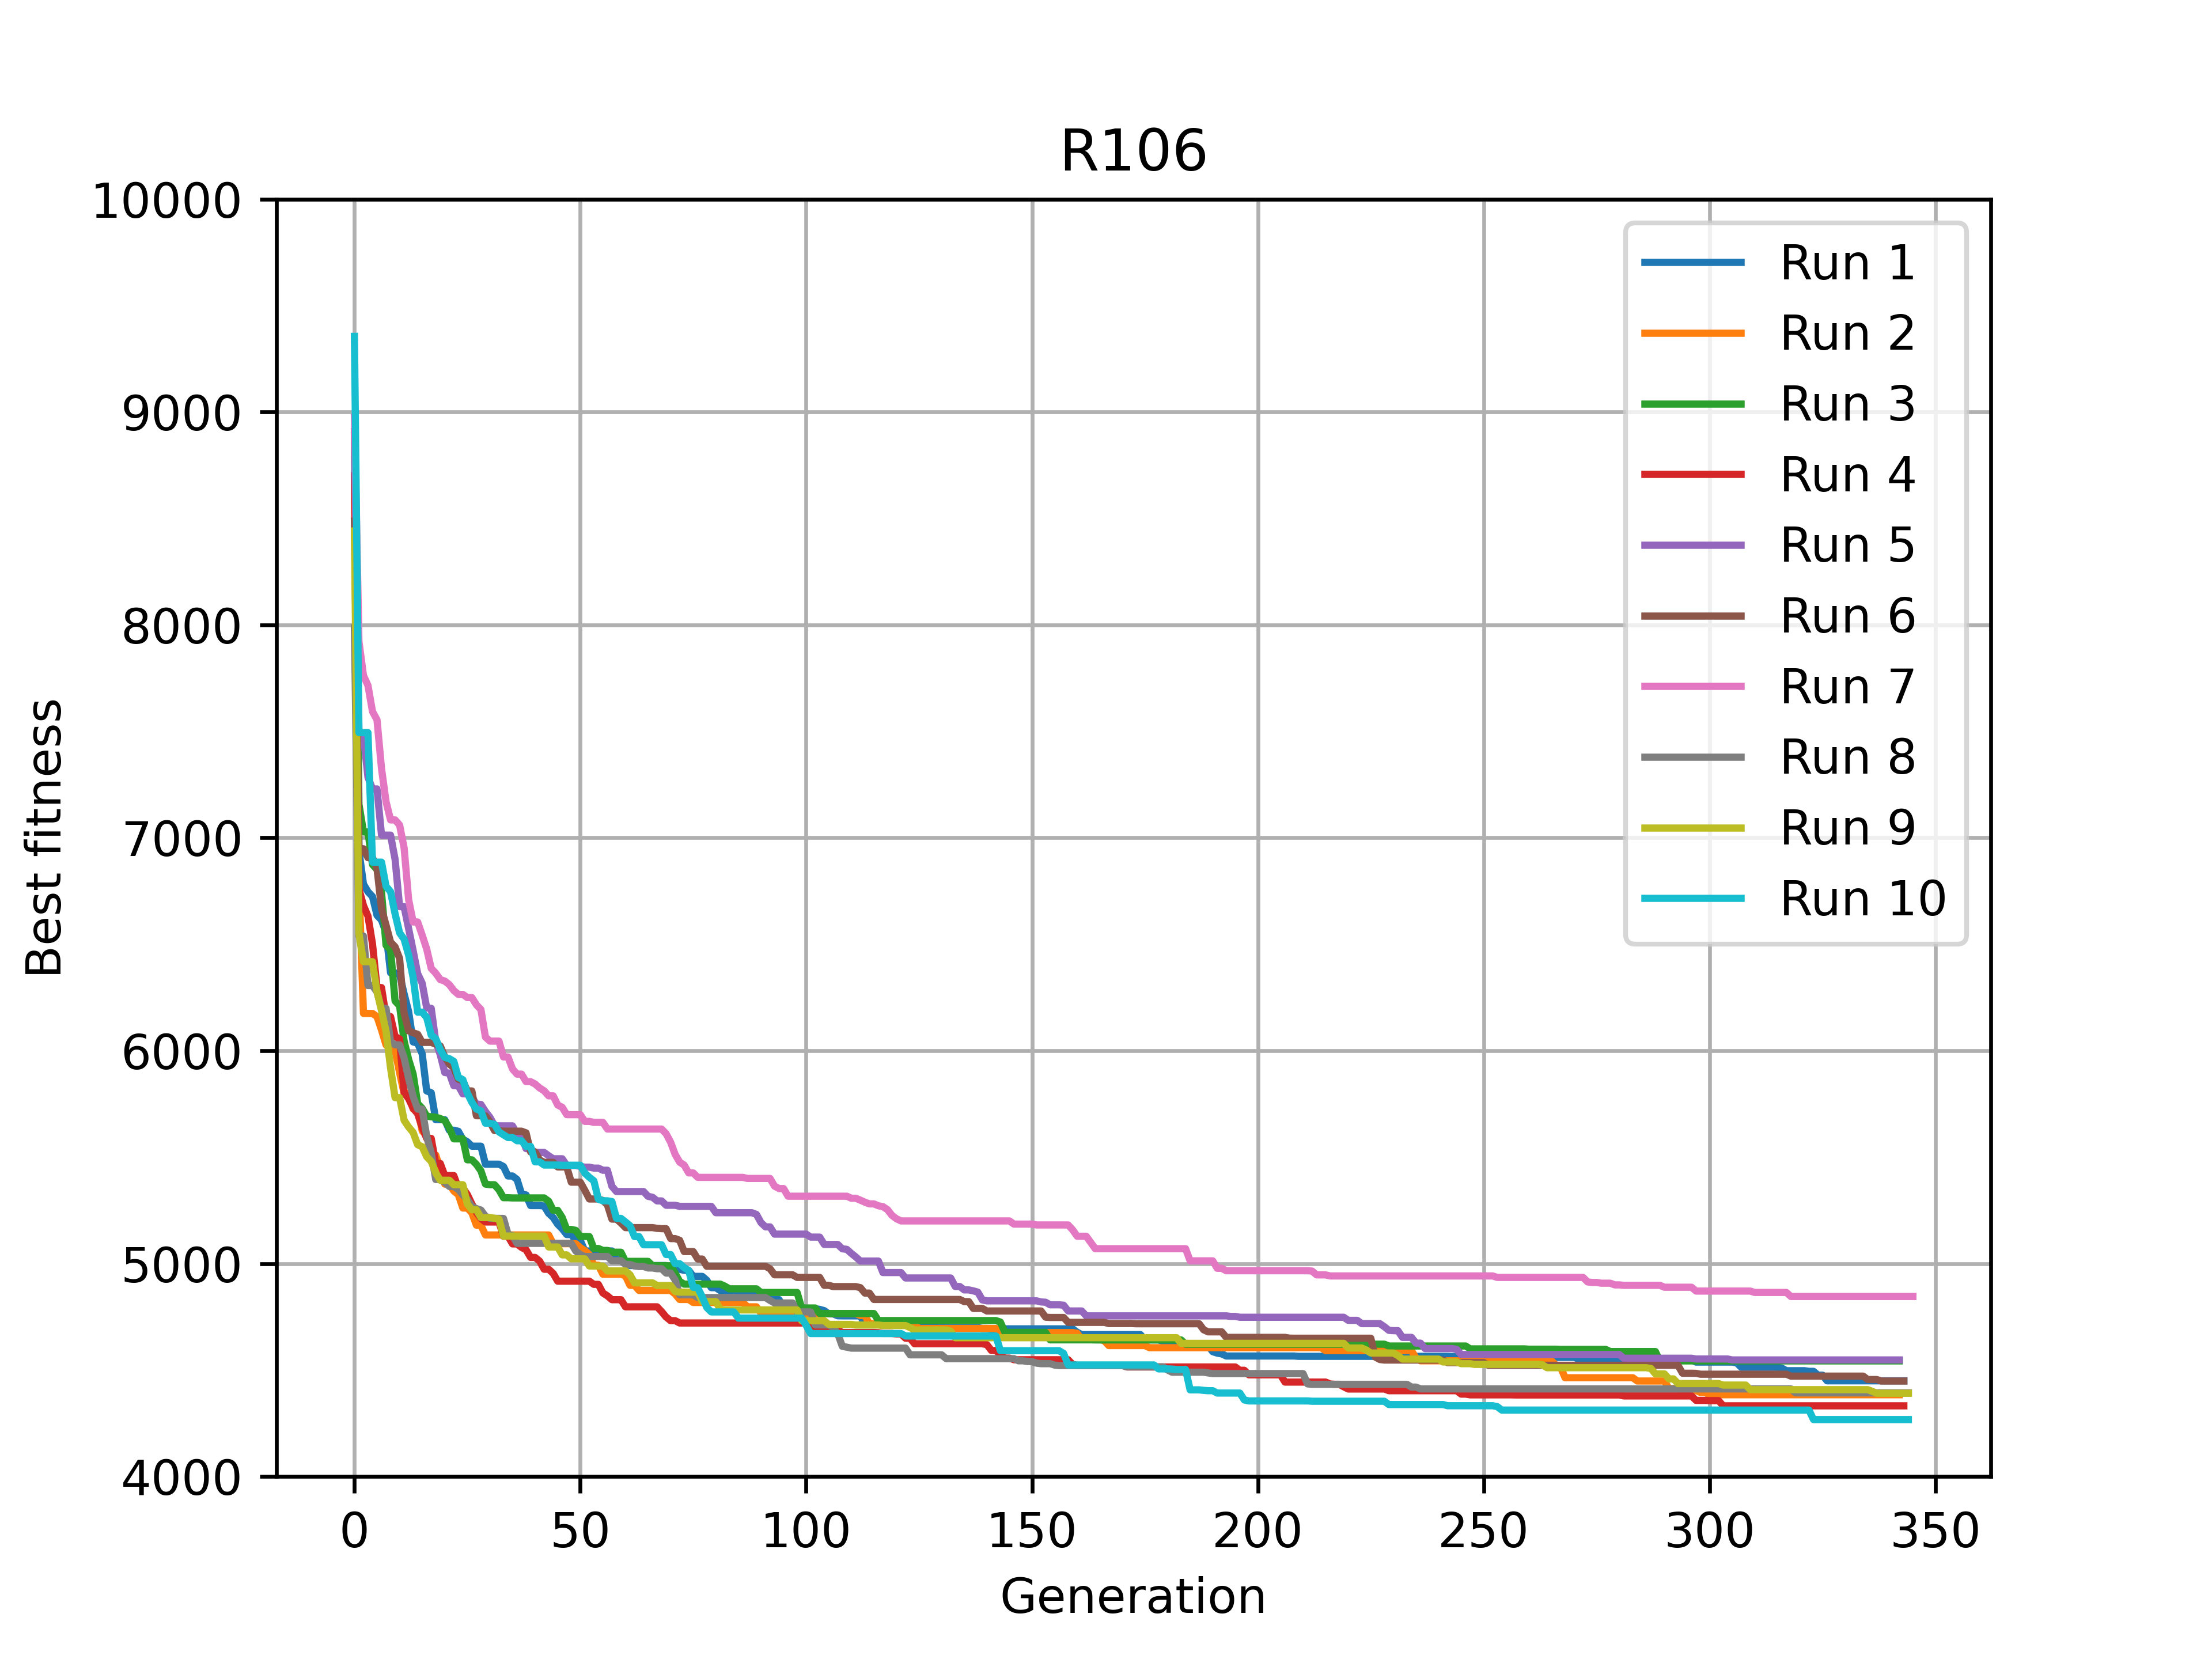 R106
10000
9000
8000
7000
6000
5000
4000
Best fitness
0 50 100 150 200 250 300 350
Generation
Run 1
Run 2
Run 3
Run 4
Run 5
Run 6
Run 7
Run 8
Run 9
Run 10